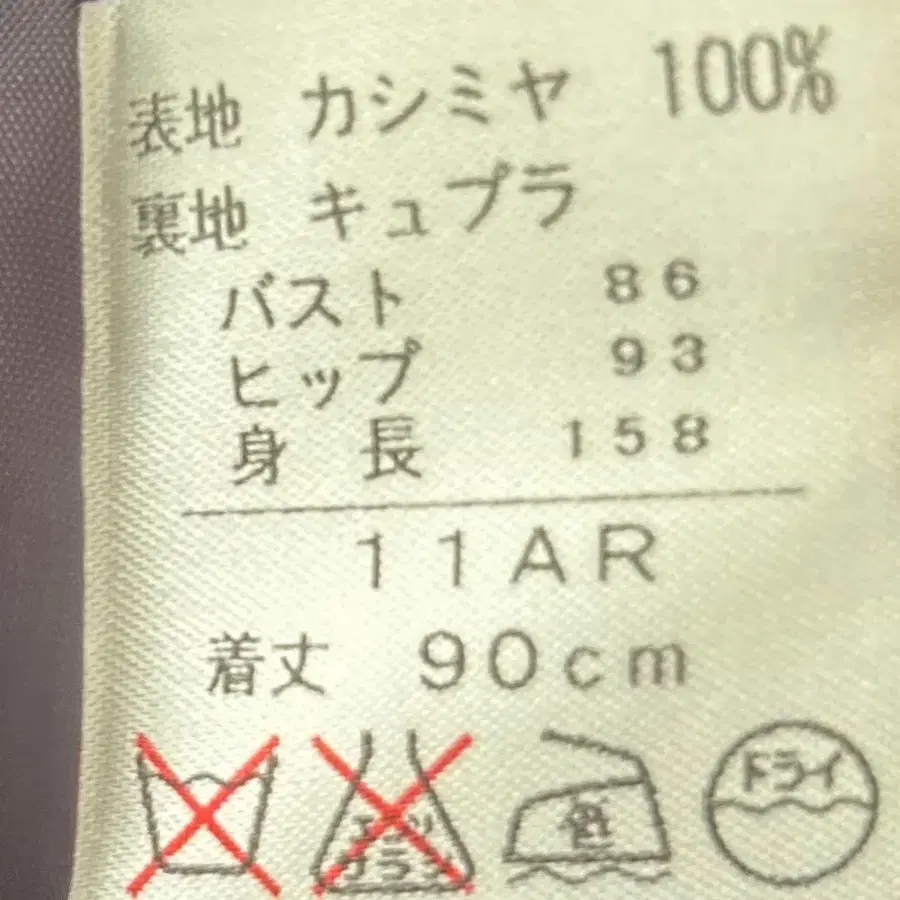 表地 カシミヤ 100%
裏地 キュプラ
バスト 86
ヒップ 93
身 長 158
11AR
着丈 90cm
ドライ